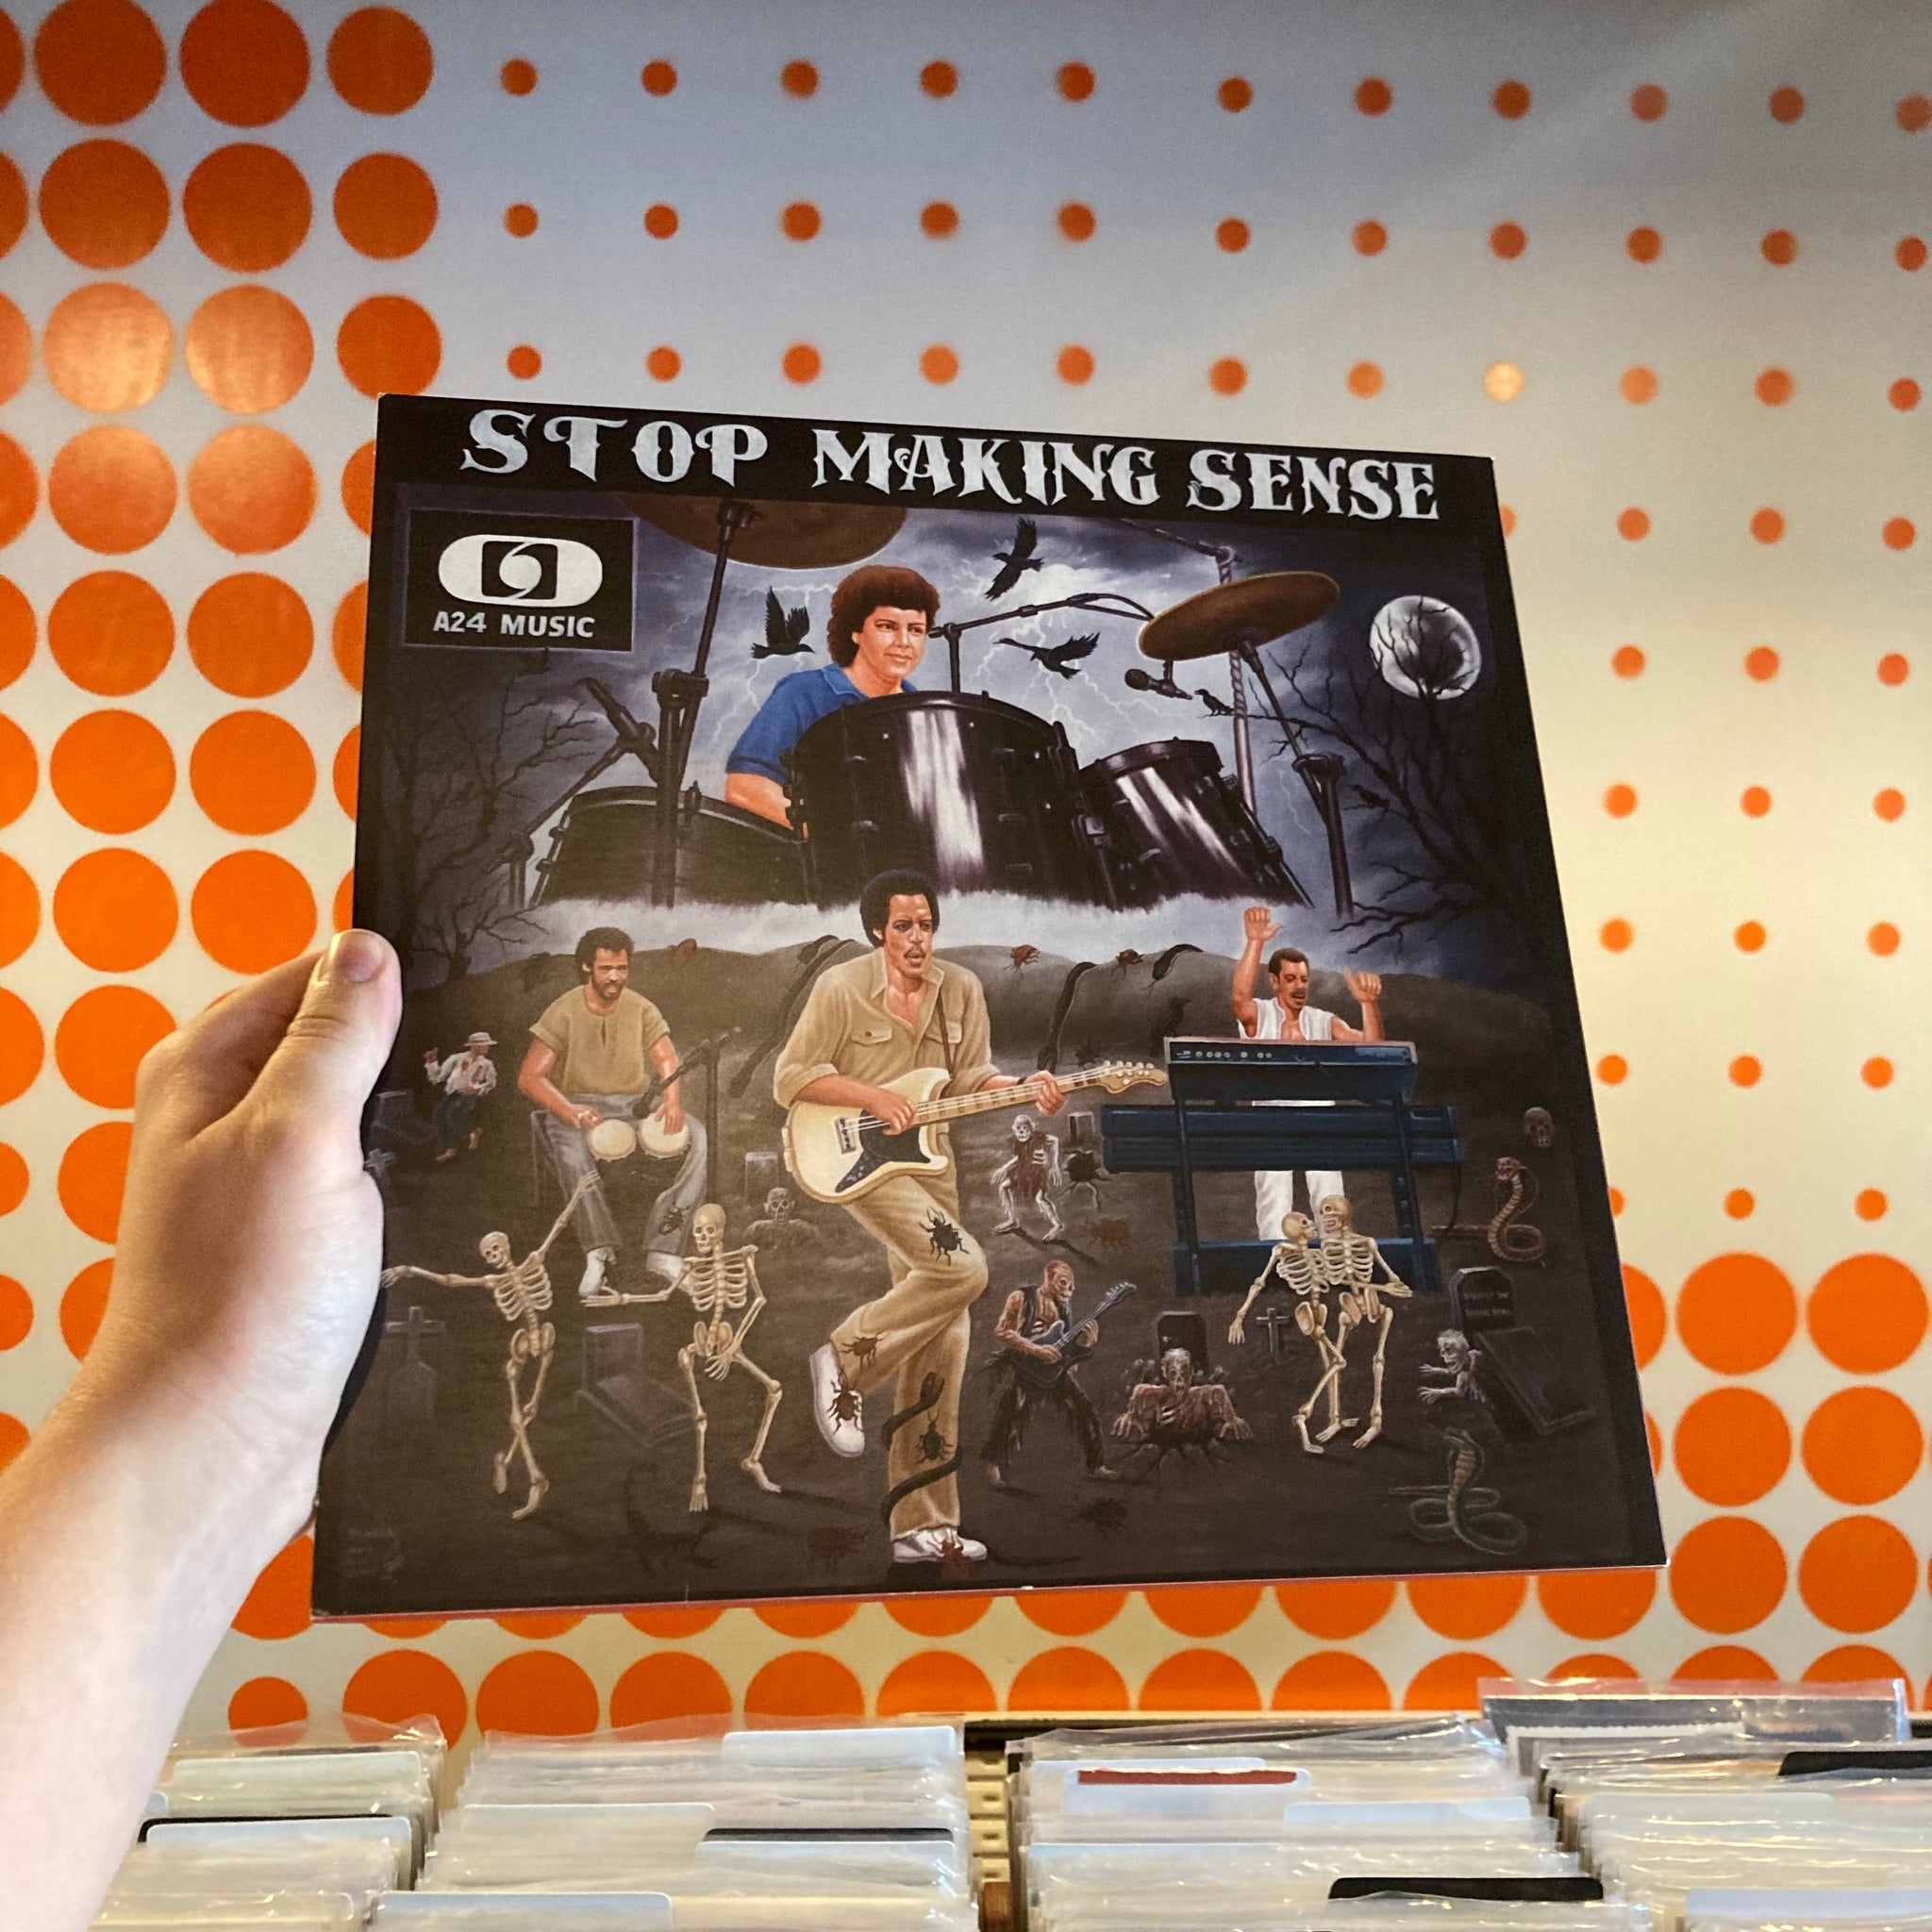 STOP MAKING SENSE
A24 MUSIC